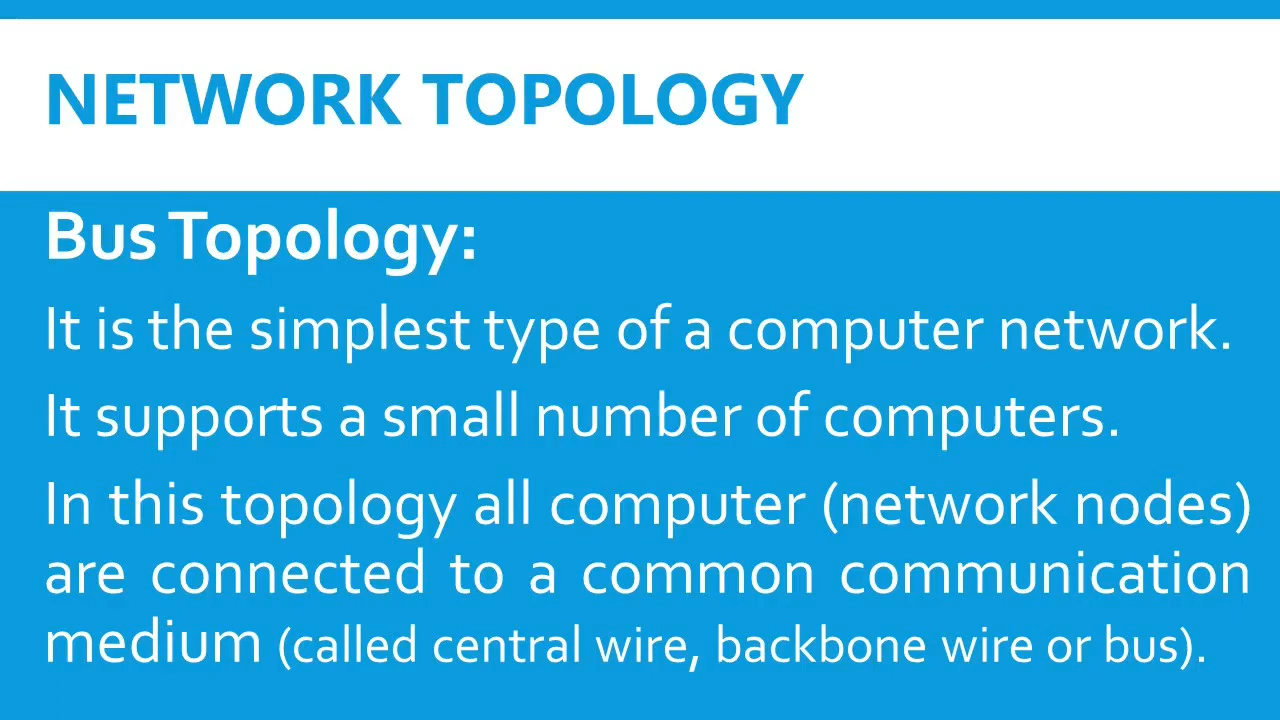 NETWORK TOPOLOGY
Bus Topology:
It is the simplest type of a computer network.
It supports a small number of computers.
In this topology all computer (network nodes)
are connected to a common communication
medium (called central wire, backbone wire or bus).